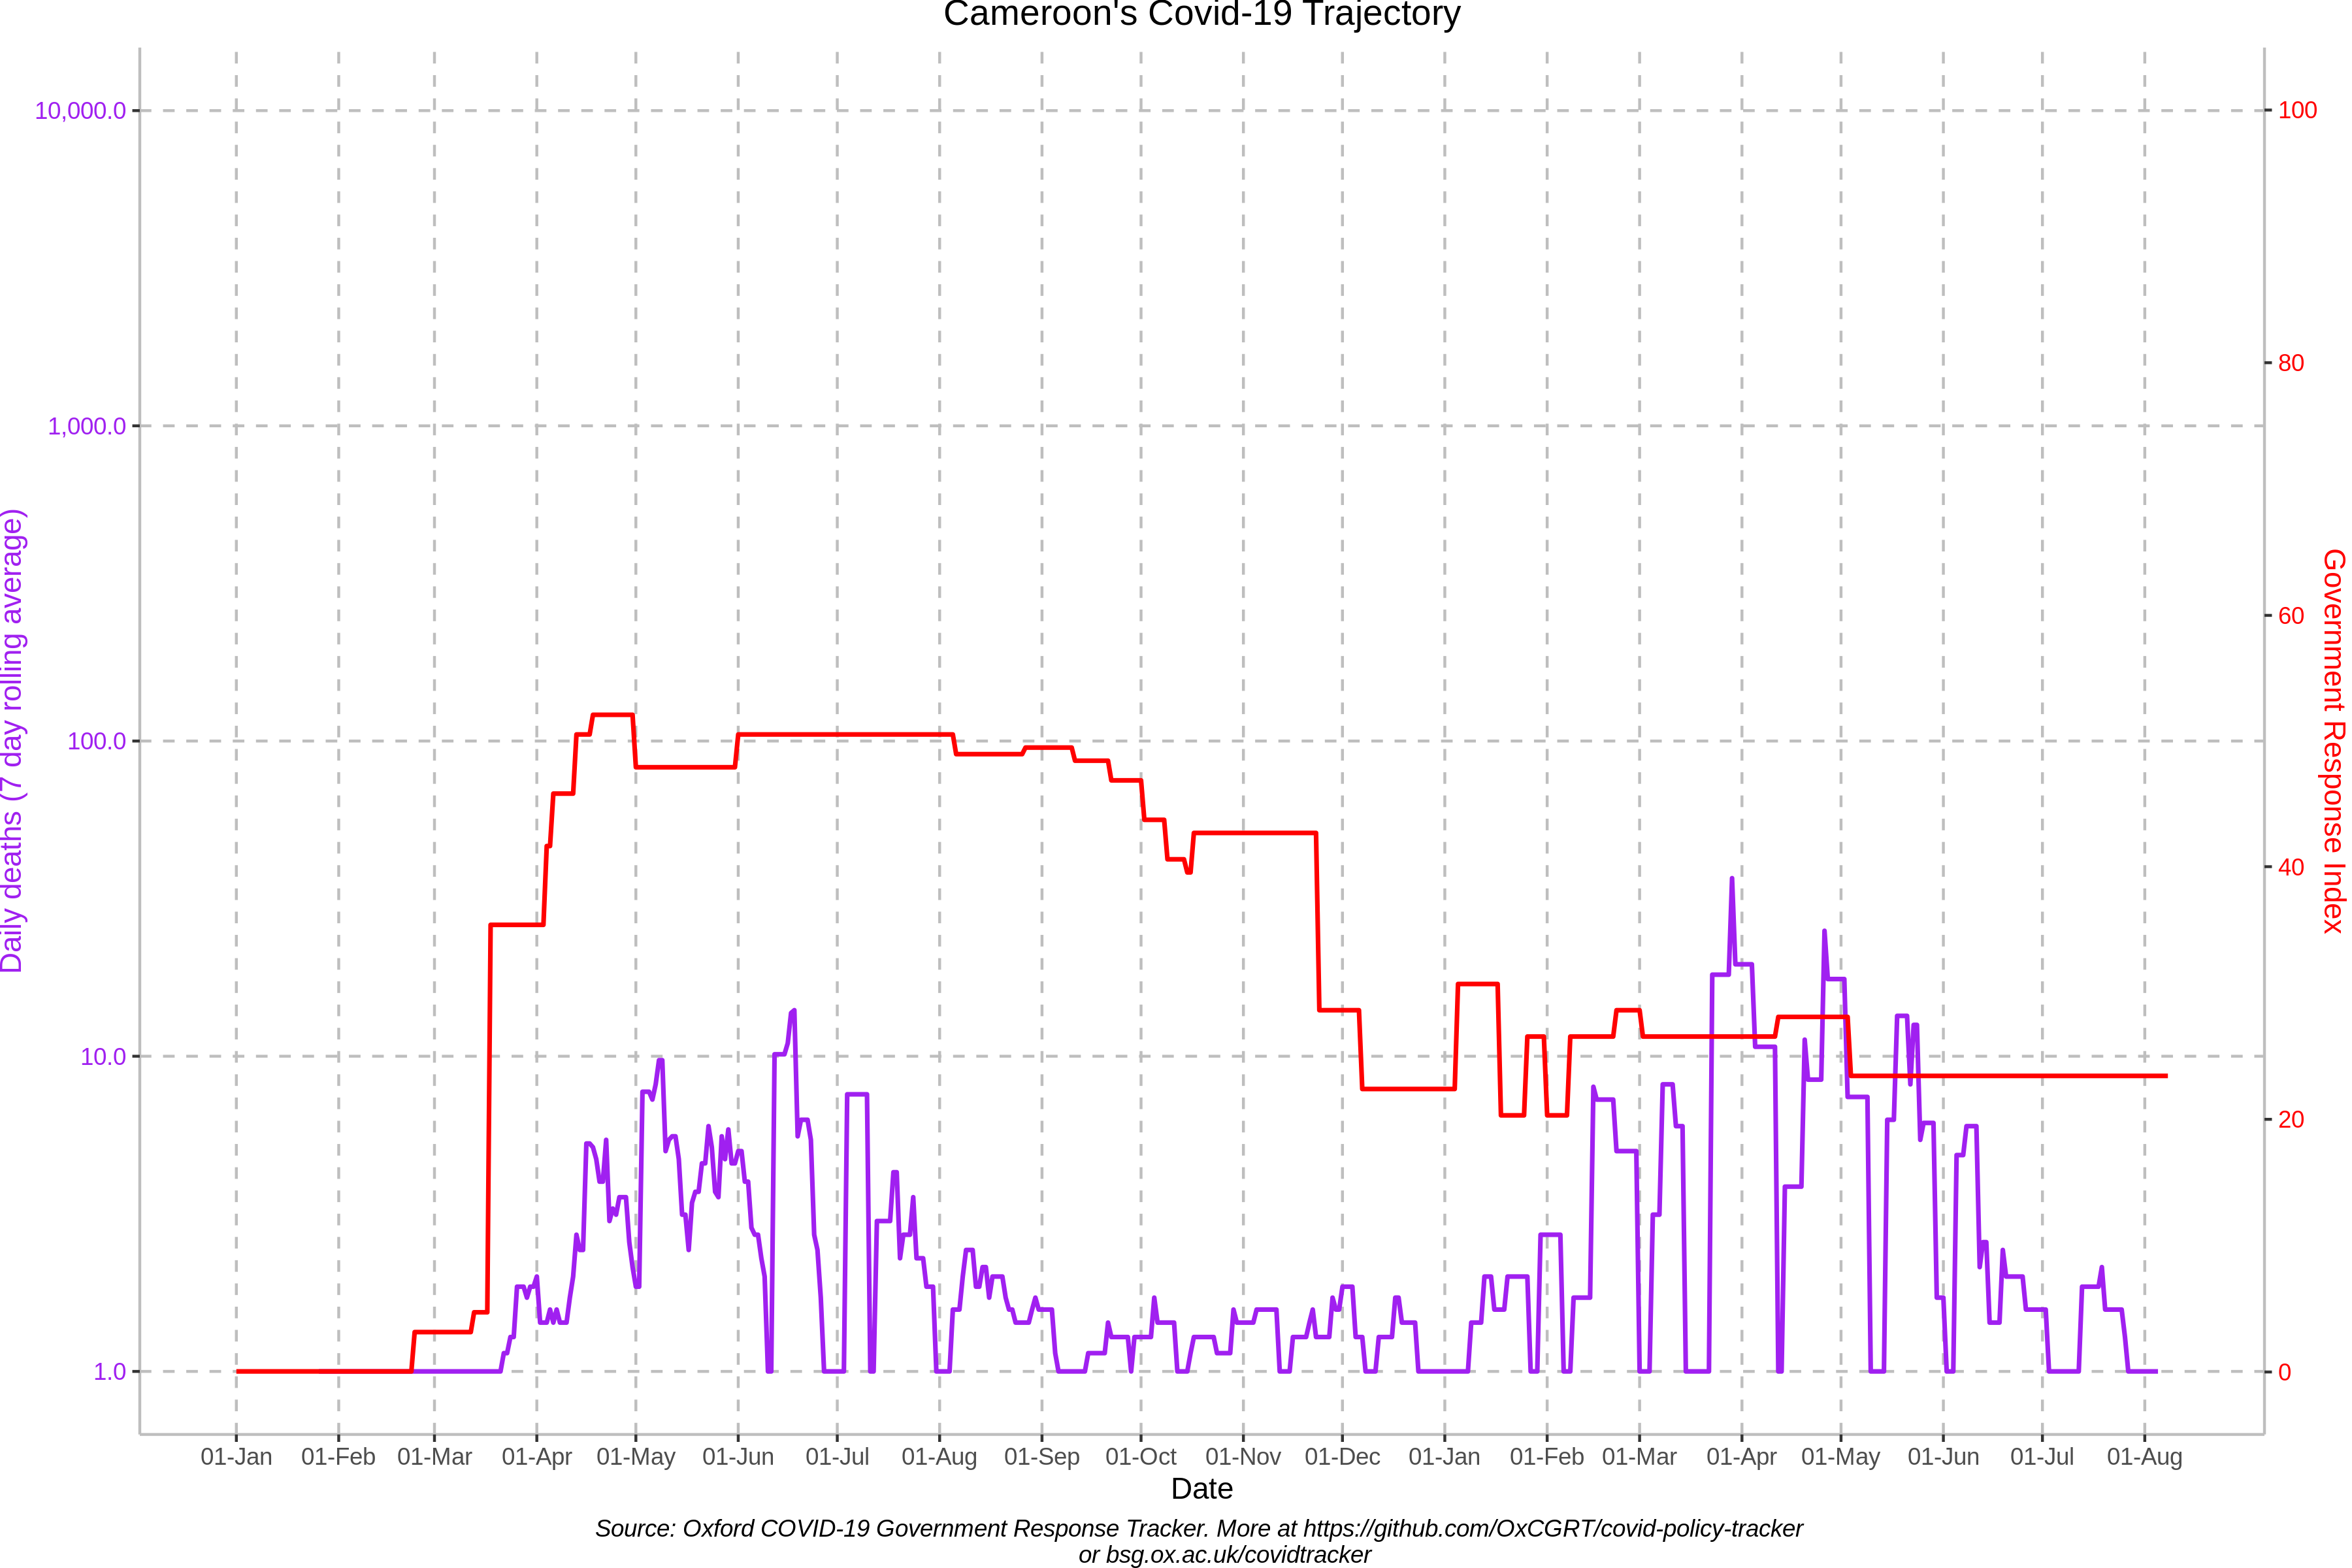 Cameroon's Covid-19 Trajectory
10,000.0
1,000.0
100.0
10.0
1.0
Daily deaths (7 day rolling average)
100
80
60
40
20
0
Government Response Index
01-Jan 01-Feb 01-Mar 01-Apr 01-May 01-Jun 01-Jul 01-Aug 01-Sep 01-Oct 01-Nov 01-Dec 01-Jan 01-Feb 01-Mar 01-Apr 01-May 01-Jun 01-Jul 01-Aug
Date
Source: Oxford COVID-19 Government Response Tracker. More at https://github.com/OxCGRT/covid-policy-tracker
or bsg.ox.ac.uk/covidtracker